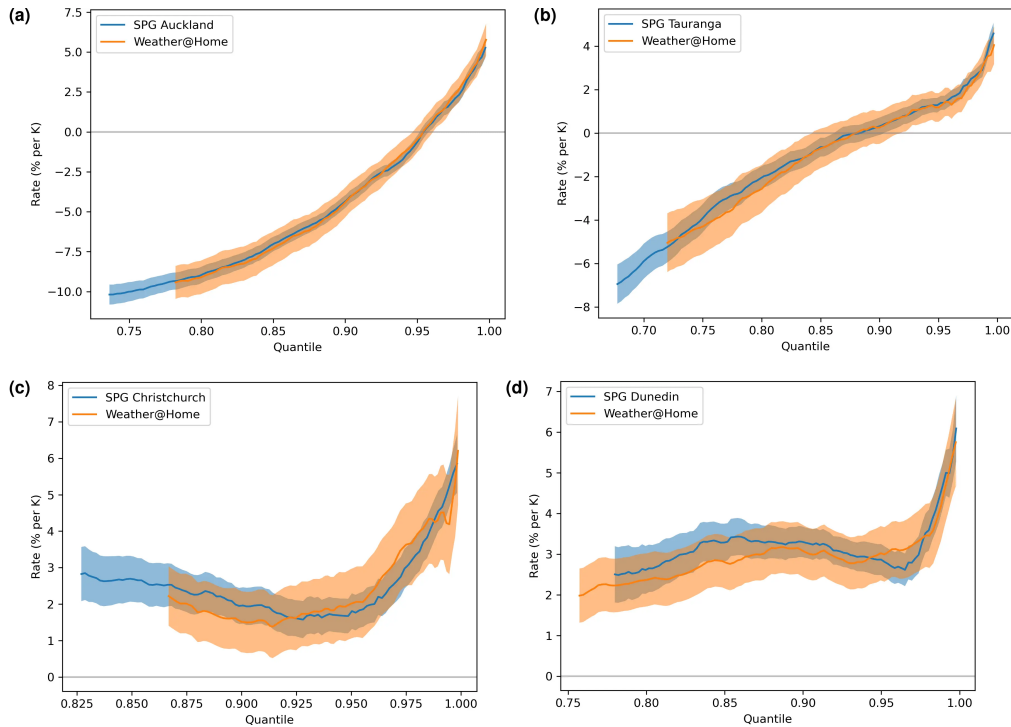 (a)
SPG Auckland
Weather@Home
7.5
5.0
2.5
0.0
−2.5
−5.0
−7.5
−10.0
Rate (% per K)
0.75 0.80 0.85 0.90 0.95 1.00
Quantile
(b)
SPG Tauranga
Weather@Home
4
2
0
−2
−4
−6
−8
Rate (% per K)
0.70 0.75 0.80 0.85 0.90 0.95 1.00
Quantile
(c)
SPG Christchurch
Weather@Home
8
7
6
5
4
3
2
1
0
Rate (% per K)
0.825 0.850 0.875 0.900 0.925 0.950 0.975 1.000
Quantile
(d)
SPG Dunedin
Weather@Home
7
6
5
4
3
2
1
0
Rate (% per K)
0.75 0.80 0.85 0.90 0.95 1.00
Quantile